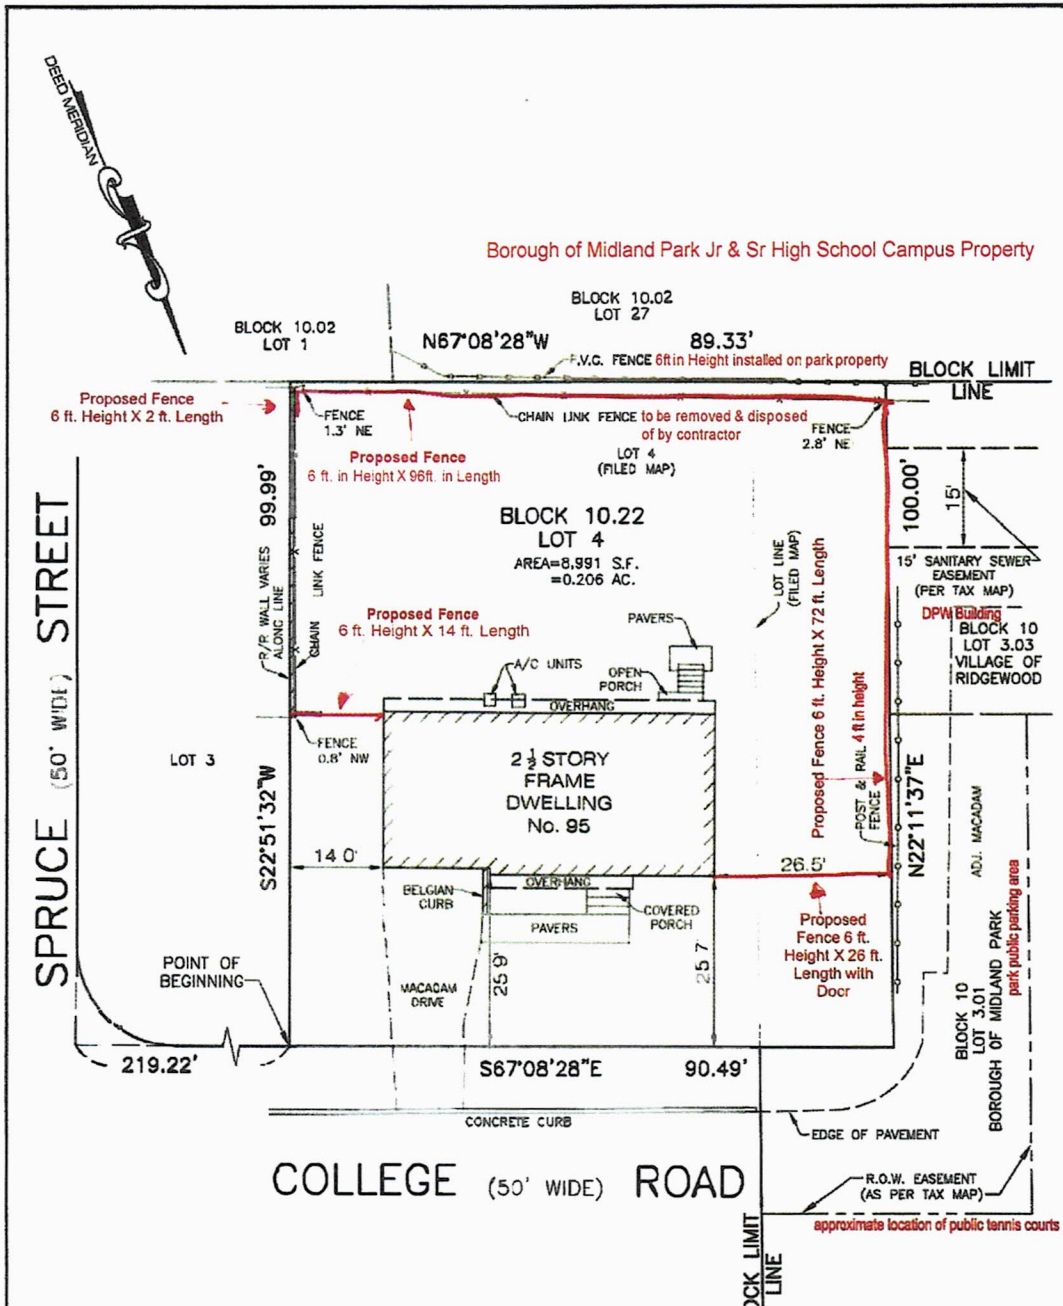 DEED MERIDIAN
Borough of Midland Park Jr & Sr High School Campus Property
BLOCK 10.02
LOT 27
BLOCK 10.02
LOT 1
N67°08'28"W
89.33'
P.V.C. FENCE 6ft in Height installed on park property
BLOCK LIMIT
LINE
Proposed Fence
6 ft. Height X 2 ft. Length
FENCE
1.3' NE
CHAIN LINK FENCE to be removed & disposed
of by contractor
FENCE
2.8' NE
Proposed Fence
6 ft. in Height X 96ft. in Length
LOT 4
(FILED MAP)
99.99'
100.00'
15'
BLOCK 10.22
LOT 4
AREA=8,991 S.F.
=0.206 AC.
15' SANITARY SEWER
EASEMENT
(PER TAX MAP)
LOT LINE
(FILED MAP)
Proposed Fence 6 ft. Height X 72 ft. Length
R/R WALL VARIES
ALONG LINE
CHAIN LINK FENCE
Proposed Fence
6 ft. Height X 14 ft. Length
DPW Building
BLOCK 10
LOT 3.03
VILLAGE OF
RIDGEWOOD
PAVERS
A/C UNITS
OPEN
PORCH
OVERHANG
FENCE
0.8' NW
LOT 3
2 ½ STORY
FRAME
DWELLING
No. 95
POST & RAIL 4 ft in height
FENCE
SPRUCE (50' WIDE) STREET
S22°51'32"W
N22°11'37"E
ADJ. MACADAM
14.0'
26.5'
BELGIAN
CURB
OVERHANG
COVERED
PORCH
PAVERS
Proposed
Fence 6 ft.
Height X 26 ft.
Length with
Door
POINT OF
BEGINNING
MACADAM
DRIVE
25.9'
25.7'
BLOCK 10
LOT 3.01
BOROUGH OF MIDLAND PARK
park public parking area
219.22'
S67°08'28"E
90.49'
CONCRETE CURB
EDGE OF PAVEMENT
COLLEGE (50' WIDE) ROAD
R.O.W. EASEMENT
(AS PER TAX MAP)
approximate location of public tennis courts
OCK LIMIT
LINE